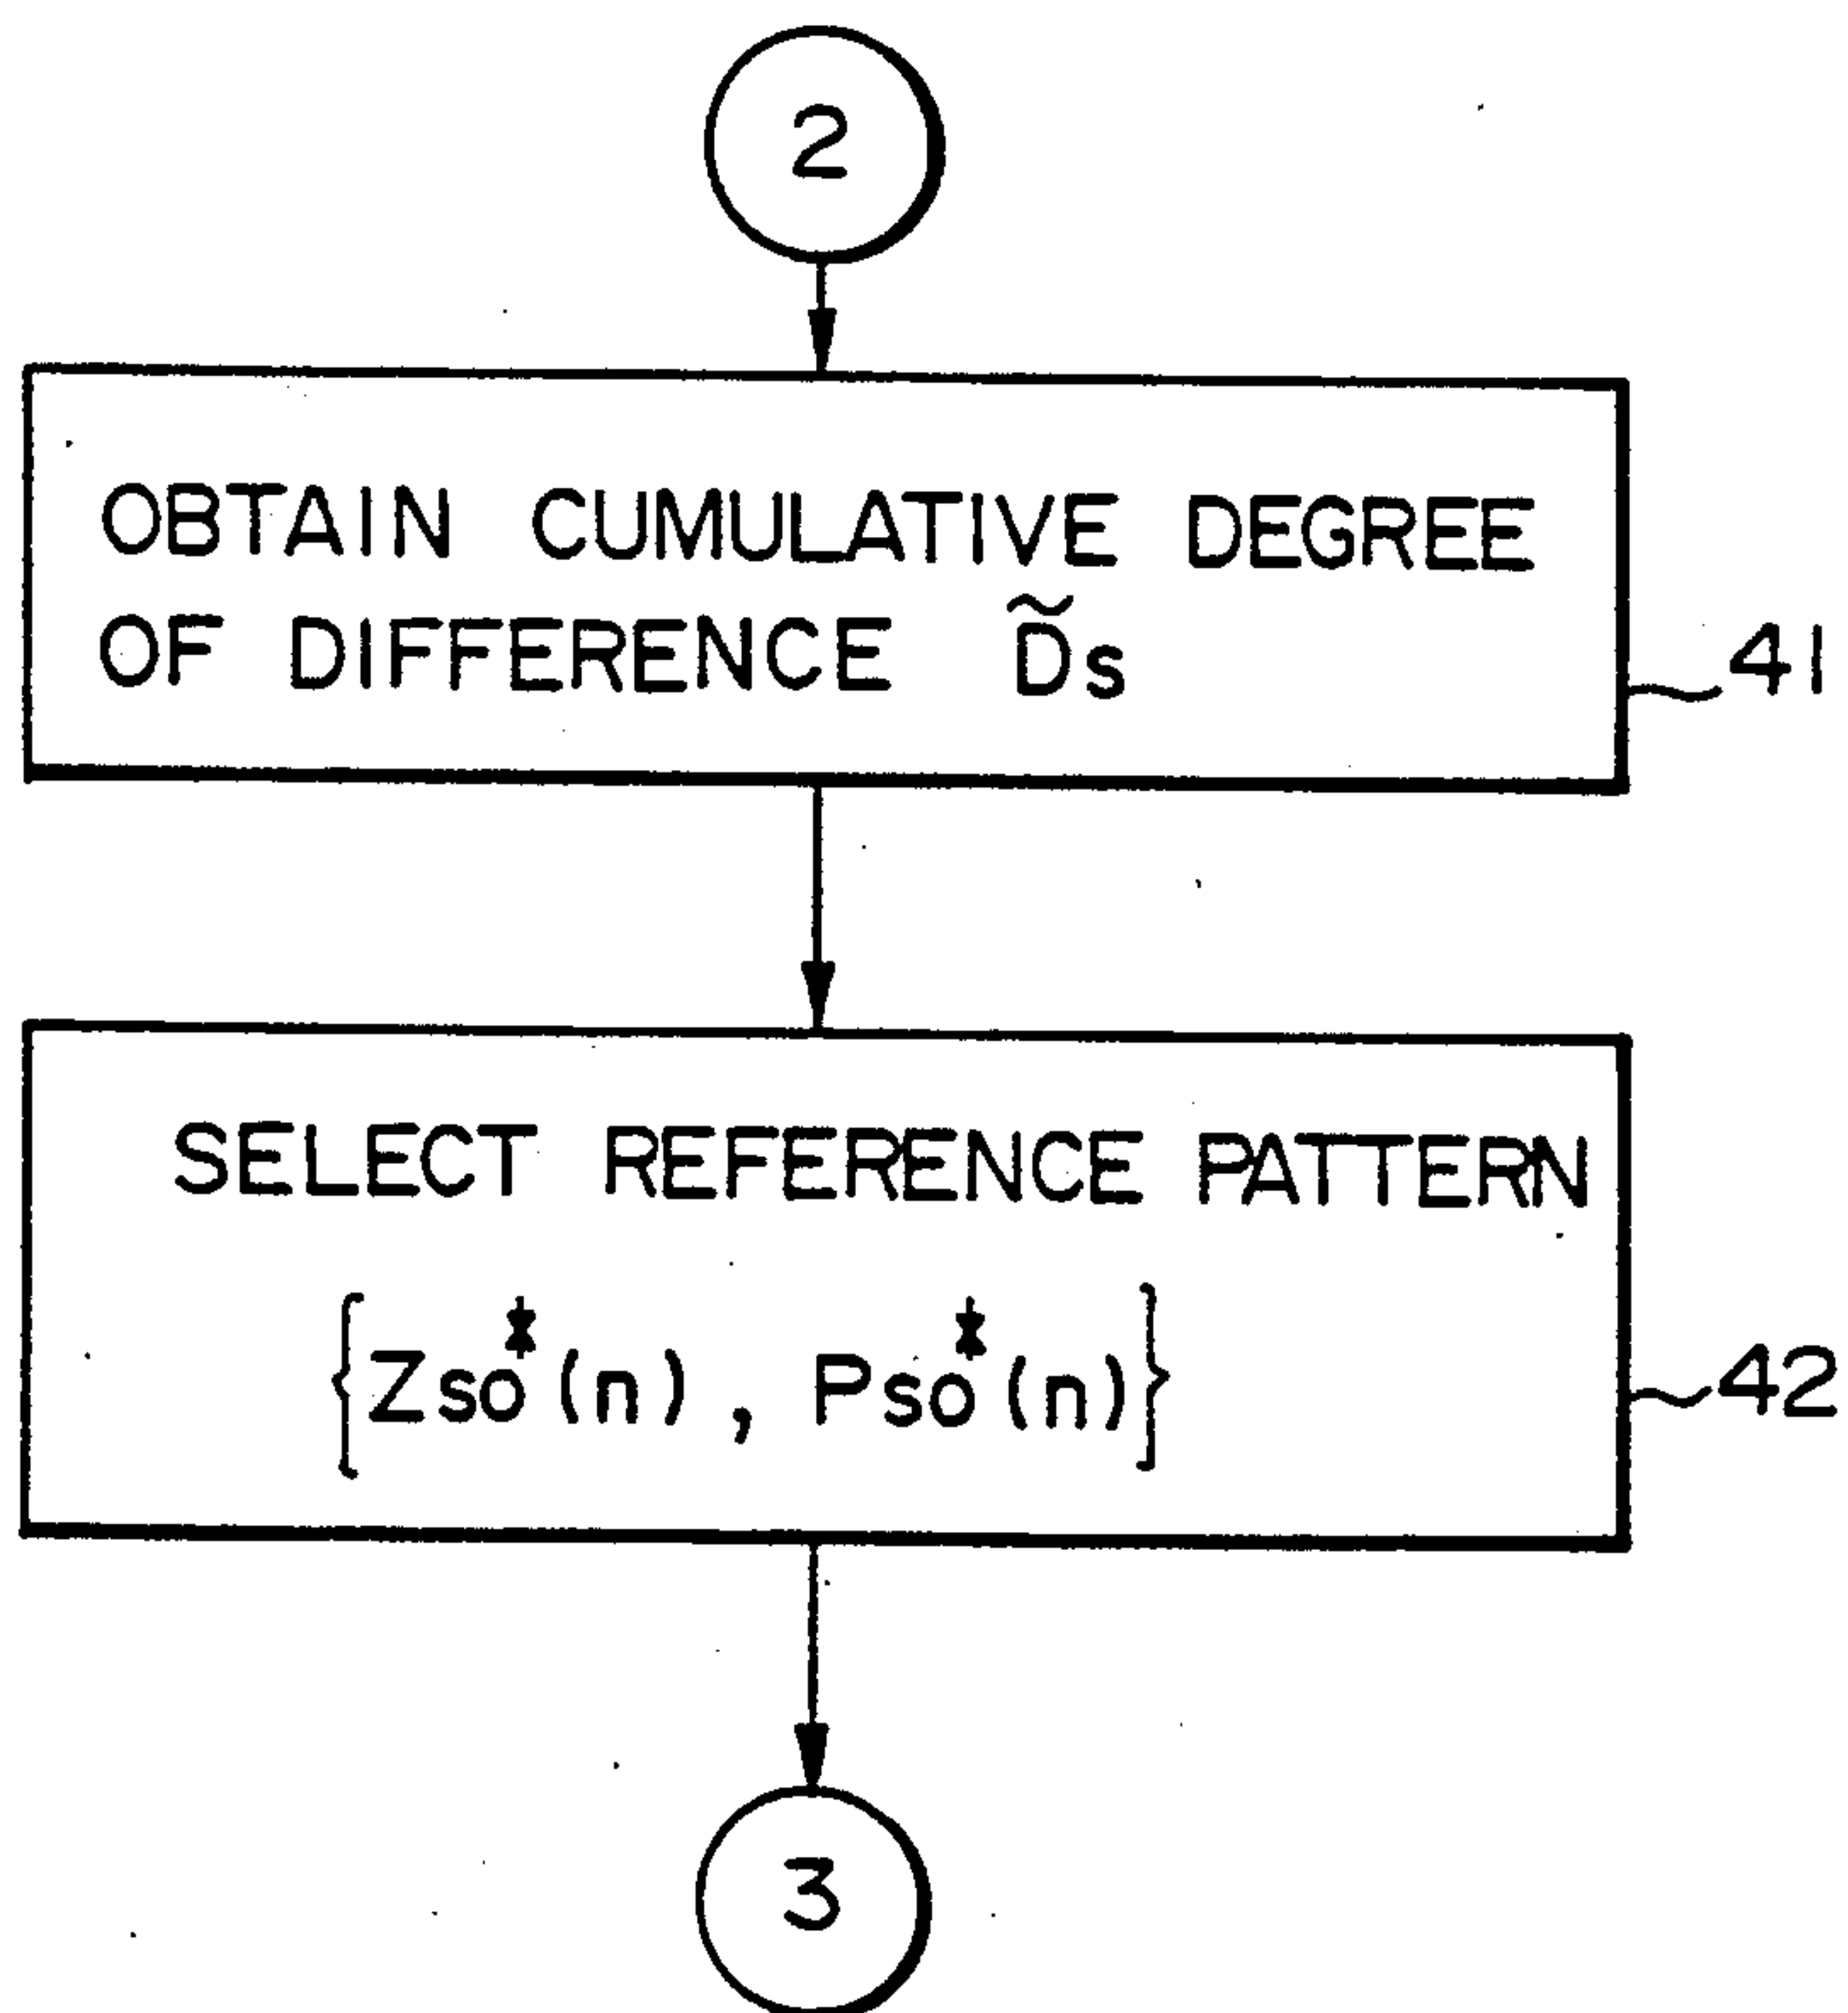 2
OBTAIN CUMULATIVE DEGREE
OF DIFFERENCE D̃s
41
SELECT REFERENCE PATTERN
{Zso*(n), Pso*(n)}
42
3